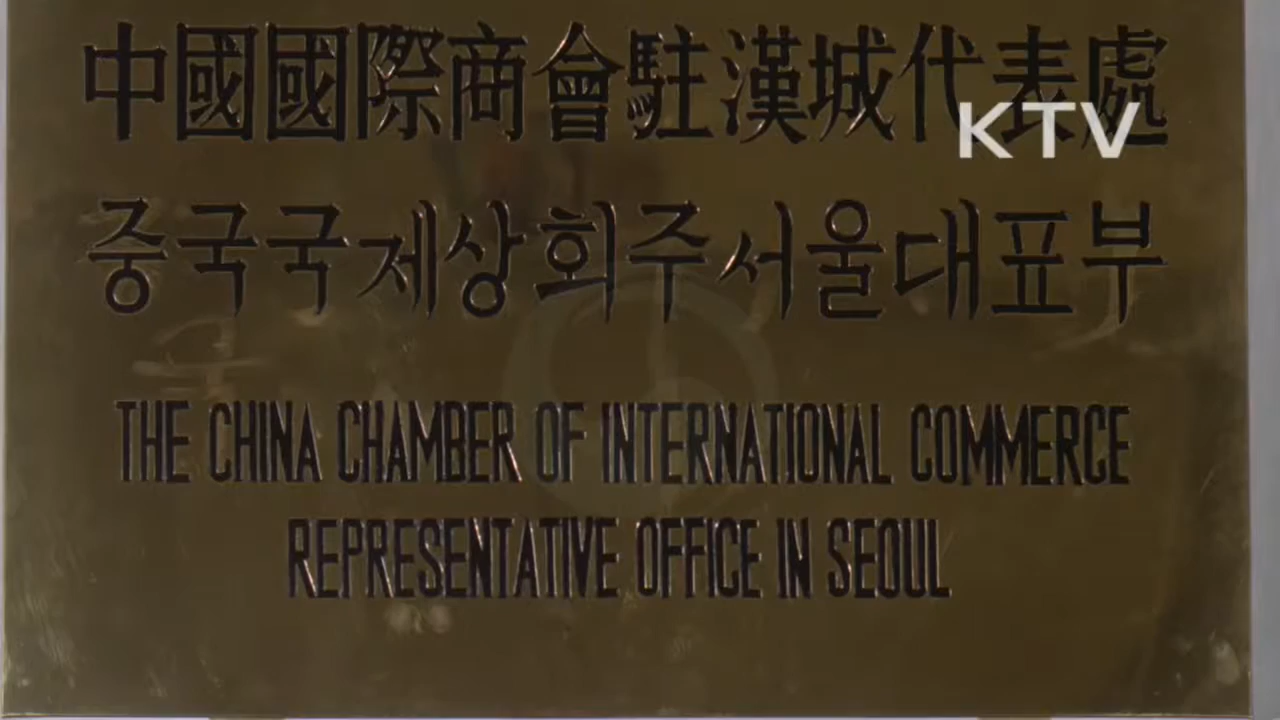 中國國際商會駐漢城代表處
KTV
중국국제상회주서울대표부
THE CHINA CHAMBER OF INTERNATIONAL COMMERCE
REPRESENTATIVE OFFICE IN SEOUL